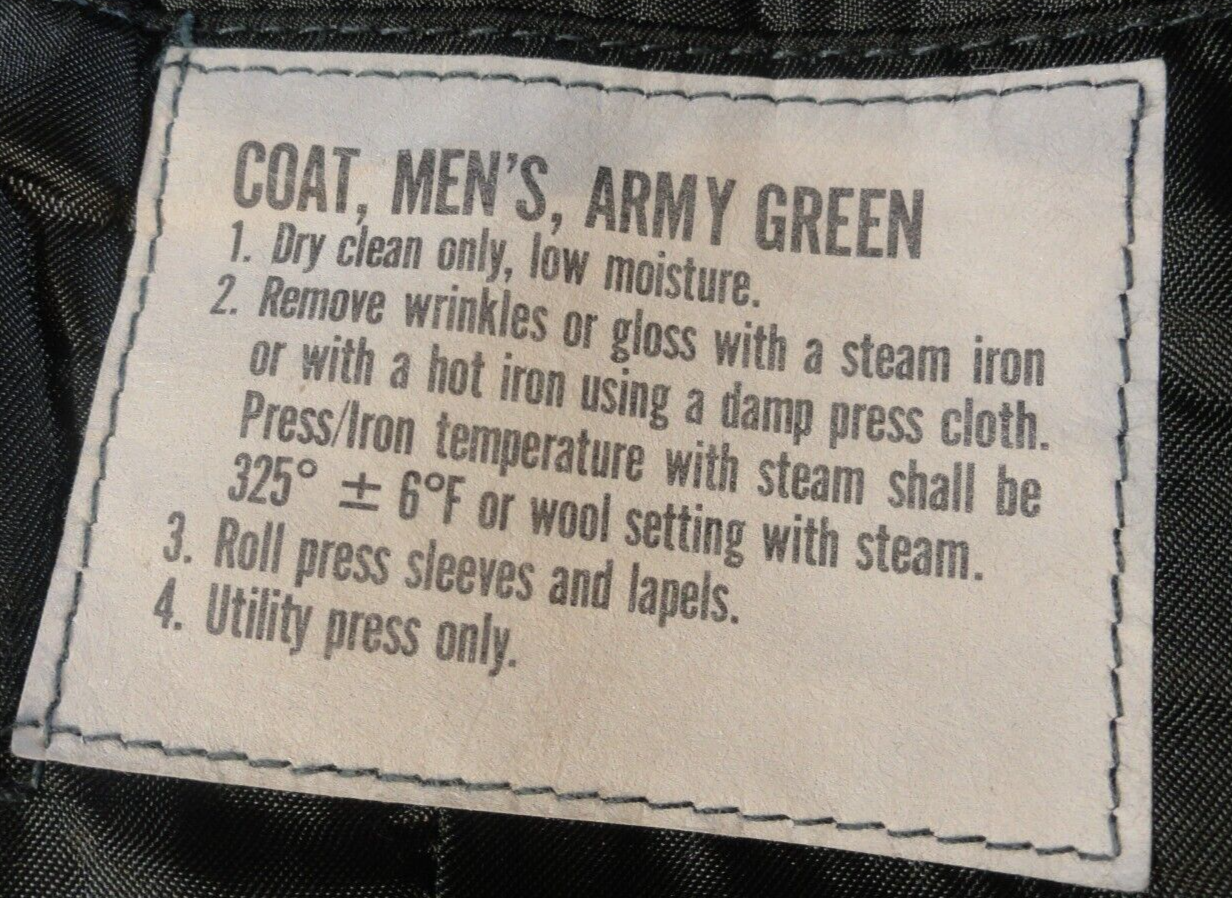 COAT, MEN'S, ARMY GREEN
1. Dry clean only, low moisture.
2. Remove wrinkles or gloss with a steam iron
or with a hot iron using a damp press cloth.
Press/Iron temperature with steam shall be
325° ± 6°F or wool setting with steam.
3. Roll press sleeves and lapels.
4. Utility press only.